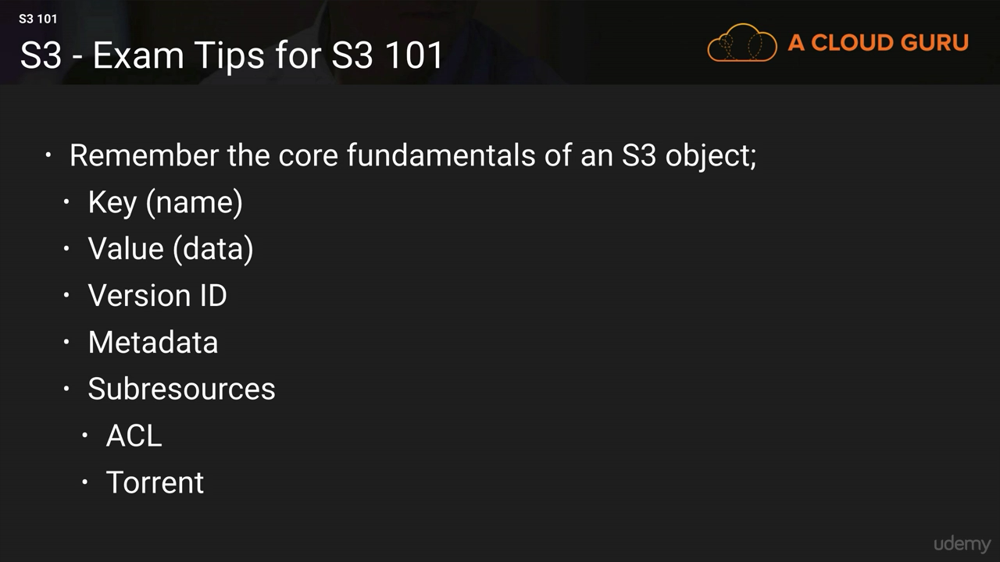 S3 101
S3 - Exam Tips for S3 101
A CLOUD GURU
• Remember the core fundamentals of an S3 object;
• Key (name)
• Value (data)
• Version ID
• Metadata
• Subresources
• ACL
• Torrent
udemy